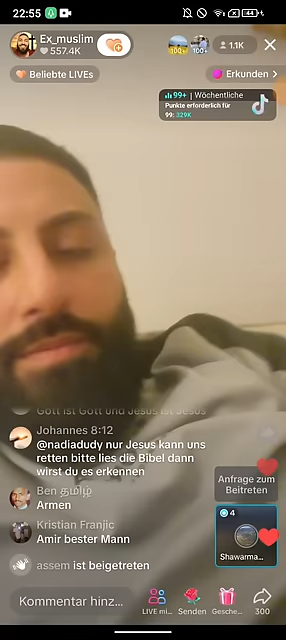 22:55
44
Ex_muslim
557.4K
100+
100+
1.1K
Beliebte LIVEs
Erkunden
99+ | Wöchentliche
Punkte erforderlich für
99: 329K
Gott ist Gott und Jesus ist Jesus
Johannes 8:12
@nadiadudy nur Jesus kann uns
retten bitte lies die Bibel dann
wirst du es erkennen
Ben தமிழ்
Armen
Kristian Franjic
Amir bester Mann
assem ist beigetreten
Anfrage zum
Beitreten
4
Shawarma...
Kommentar hinz...
LIVE mi...
Senden
Gesche...
300